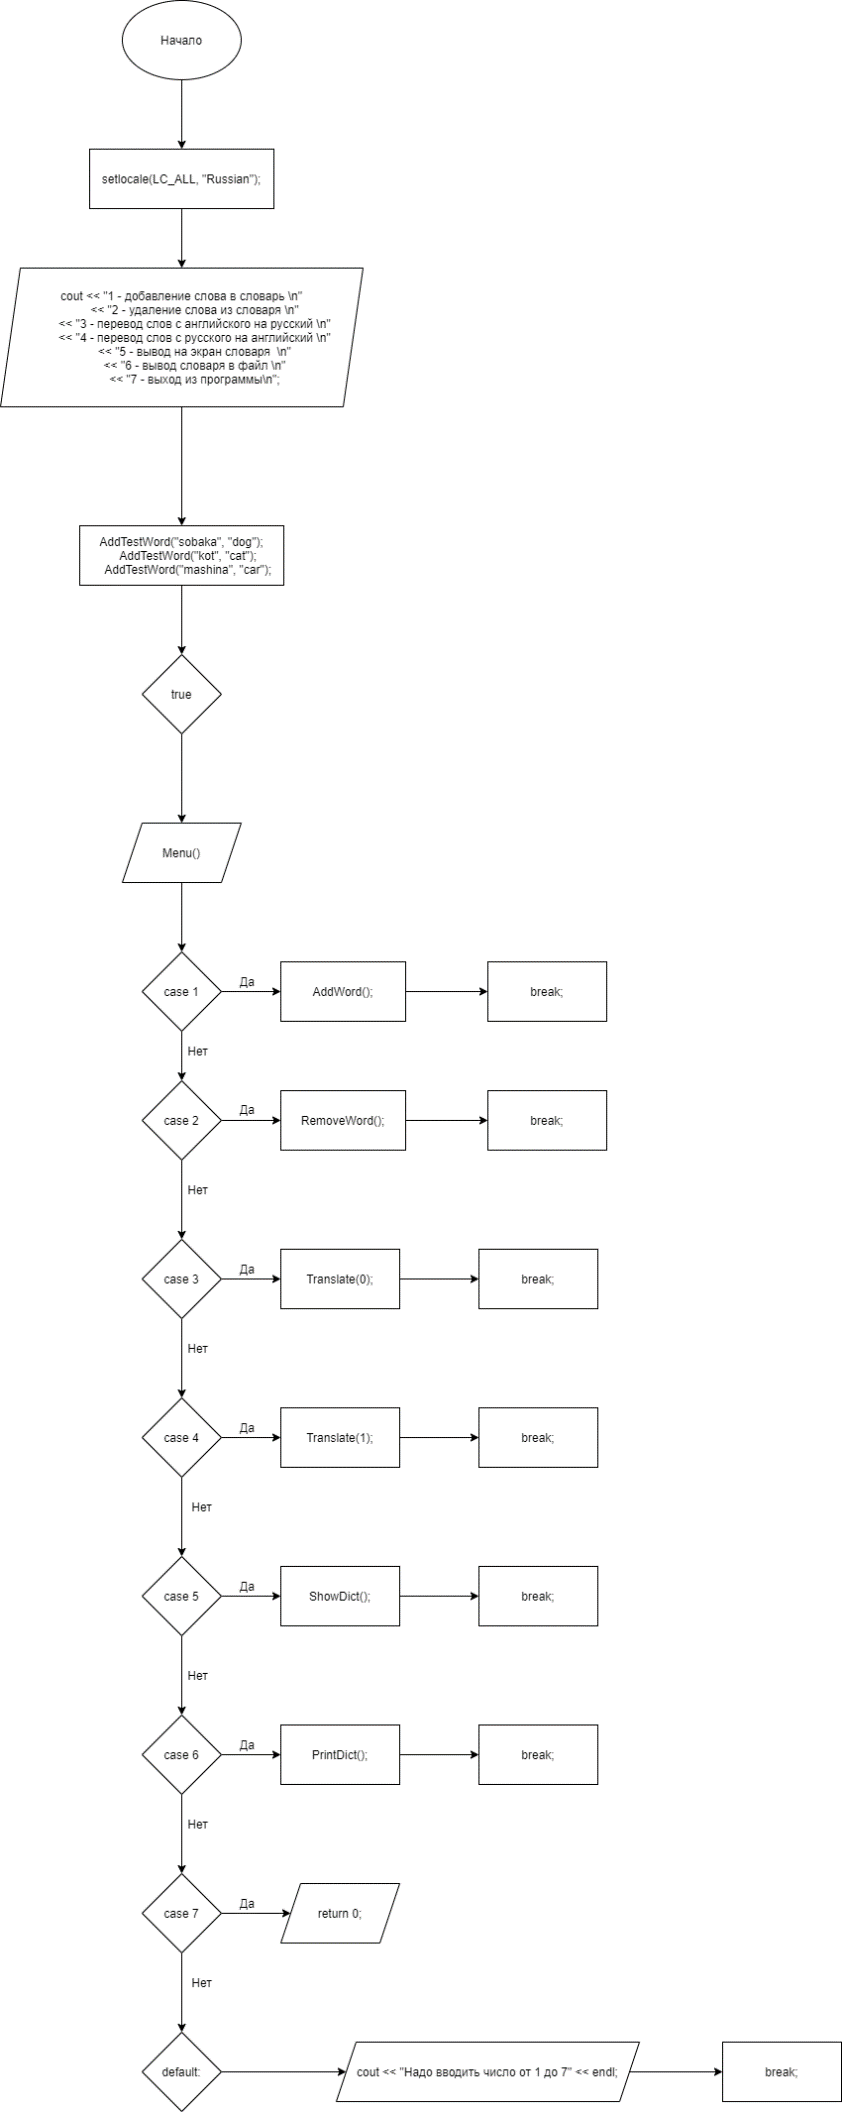 Начало
setlocale(LC_ALL, "Russian");
cout << "1 - добавление слова в словарь \n"
<< "2 - удаление слова из словаря \n"
<< "3 - перевод слов с английского на русский \n"
<< "4 - перевод слов с русского на английский \n"
<< "5 - вывод на экран словаря  \n"
<< "6 - вывод словаря в файл \n"
<< "7 - выход из программы\n";
AddTestWord("sobaka", "dog");
AddTestWord("kot", "cat");
AddTestWord("mashina", "car");
true
Menu()
case 1
Да
AddWord();
break;
Нет
case 2
Да
RemoveWord();
break;
Нет
case 3
Да
Translate(0);
break;
Нет
case 4
Да
Translate(1);
break;
Нет
case 5
Да
ShowDict();
break;
Нет
case 6
Да
PrintDict();
break;
Нет
case 7
Да
return 0;
Нет
default:
cout << "Надо вводить число от 1 до 7" << endl;
break;